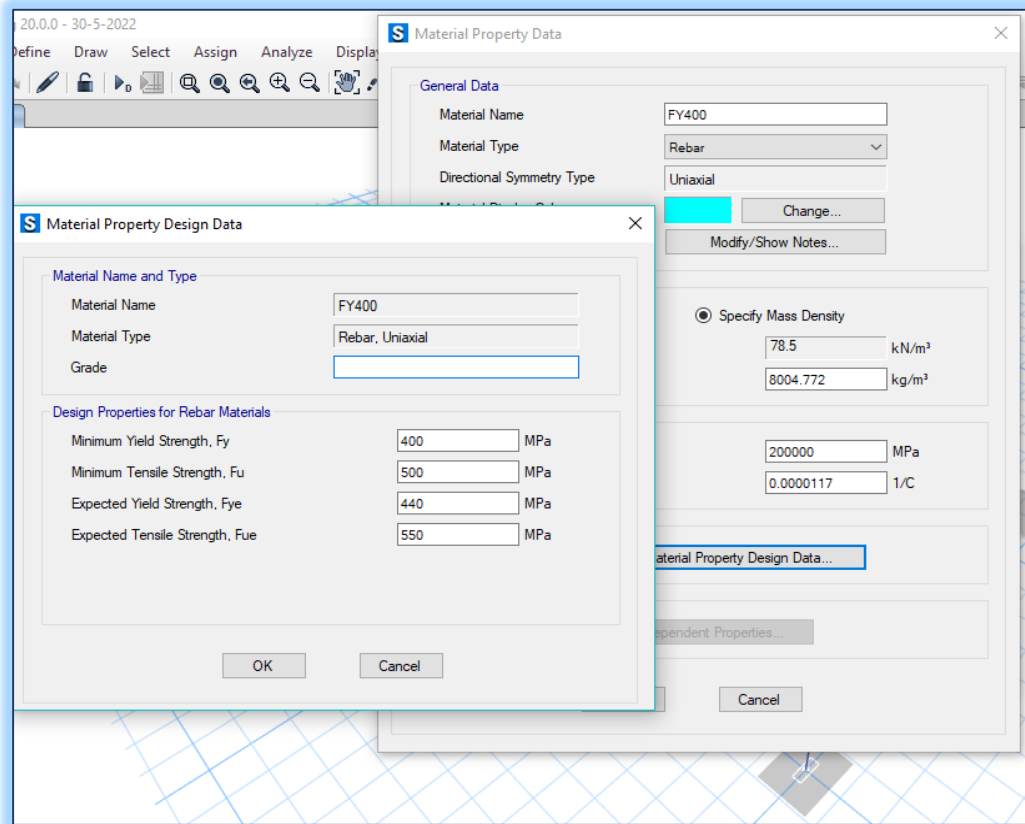 20.0.0 - 30-5-2022
Define Draw Select Assign Analyze Display
S Material Property Data
General Data
Material Name FY400
Material Type Rebar
Directional Symmetry Type Uniaxial
Change...
Modify/Show Notes...
Specify Mass Density
78.5 kN/m³
8004.772 kg/m³
200000 MPa
0.0000117 1/C
Material Property Design Data...
Cancel
S Material Property Design Data
Material Name and Type
Material Name FY400
Material Type Rebar, Uniaxial
Grade
Design Properties for Rebar Materials
Minimum Yield Strength, Fy 400 MPa
Minimum Tensile Strength, Fu 500 MPa
Expected Yield Strength, Fye 440 MPa
Expected Tensile Strength, Fue 550 MPa
OK Cancel